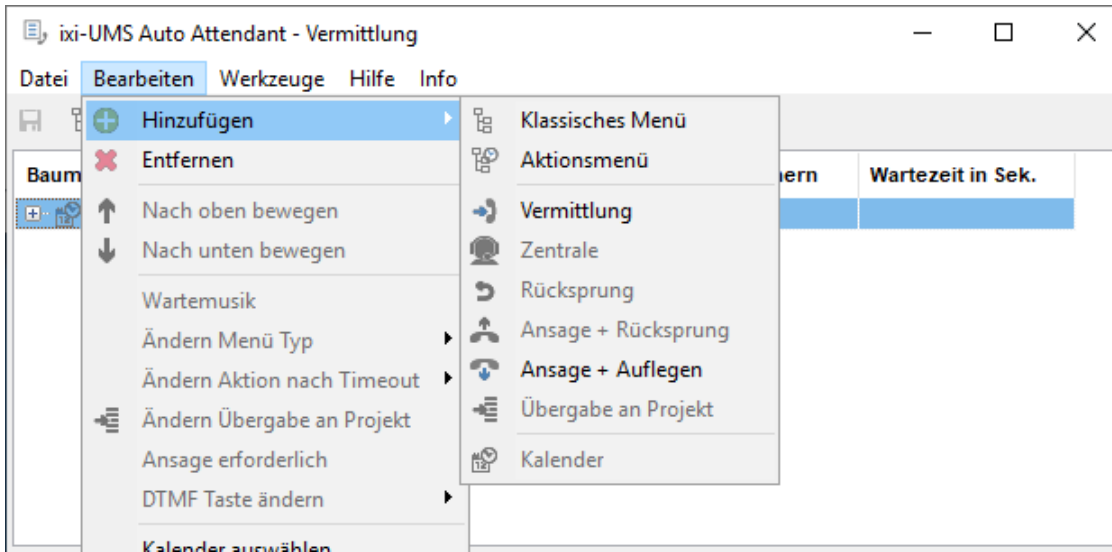 ixi-UMS Auto Attendant - Vermittlung
Datei Bearbeiten Werkzeuge Hilfe Info
Hinzufügen
Entfernen
Nach oben bewegen
Nach unten bewegen
Wartemusik
Ändern Menü Typ
Ändern Aktion nach Timeout
Ändern Übergabe an Projekt
Ansage erforderlich
DTMF Taste ändern
Kalender auswählen
Klassisches Menü
Aktionsmenü
Vermittlung
Zentrale
Rücksprung
Ansage + Rücksprung
Ansage + Auflegen
Übergabe an Projekt
Kalender
Baum
ern Wartezeit in Sek.
12